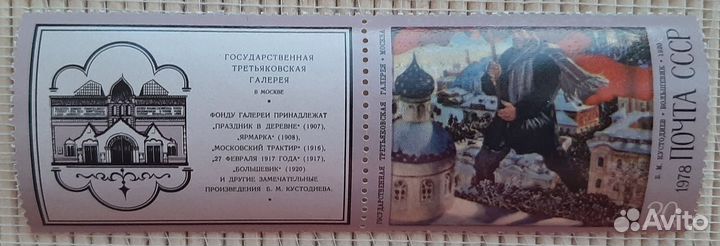 ГОСУДАРСТВЕННАЯ
ТРЕТЬЯКОВСКАЯ
ГАЛЕРЕЯ
В МОСКВЕ
ФОНДУ ГАЛЕРЕИ ПРИНАДЛЕЖАТ
„ПРАЗДНИК В ДЕРЕВНЕ" (1907),
„ЯРМАРКА" (1908),
„МОСКОВСКИЙ ТРАКТИР" (1916),
„27 ФЕВРАЛЯ 1917 ГОДА" (1917),
„БОЛЬШЕВИК" (1920)
И ДРУГИЕ ЗАМЕЧАТЕЛЬНЫЕ
ПРОИЗВЕДЕНИЯ Б. М. КУСТОДИЕВА.
ГОСУДАРСТВЕННАЯ ТРЕТЬЯКОВСКАЯ ГАЛЕРЕЯ • МОСКВА
Б. М. КУСТОДИЕВ • БОЛЬШЕВИК • 1920
1978 ПОЧТА СССР
Avito